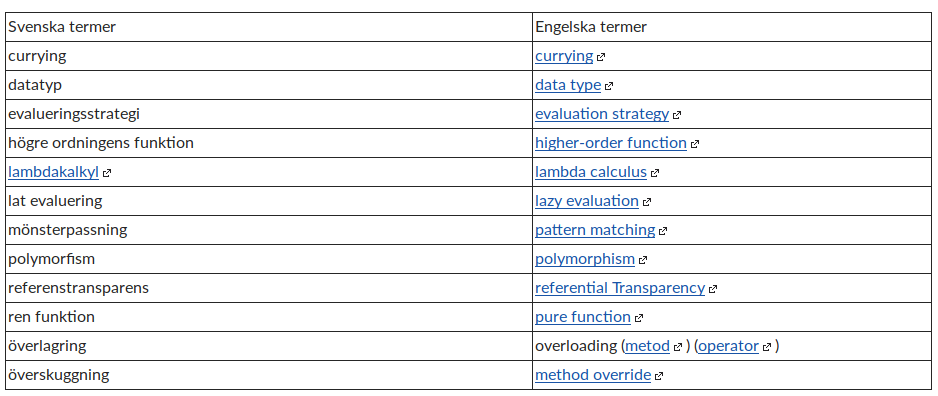 Svenska termer Engelska termer
currying currying
datatyp data type
evalueringsstrategi evaluation strategy
högre ordningens funktion higher-order function
lambdakalkyl lambda calculus
lat evaluering lazy evaluation
mönsterpassning pattern matching
polymorfism polymorphism
referenstransparens referential Transparency
ren funktion pure function
överlagring overloading (metod ) (operator )
överskuggning method override